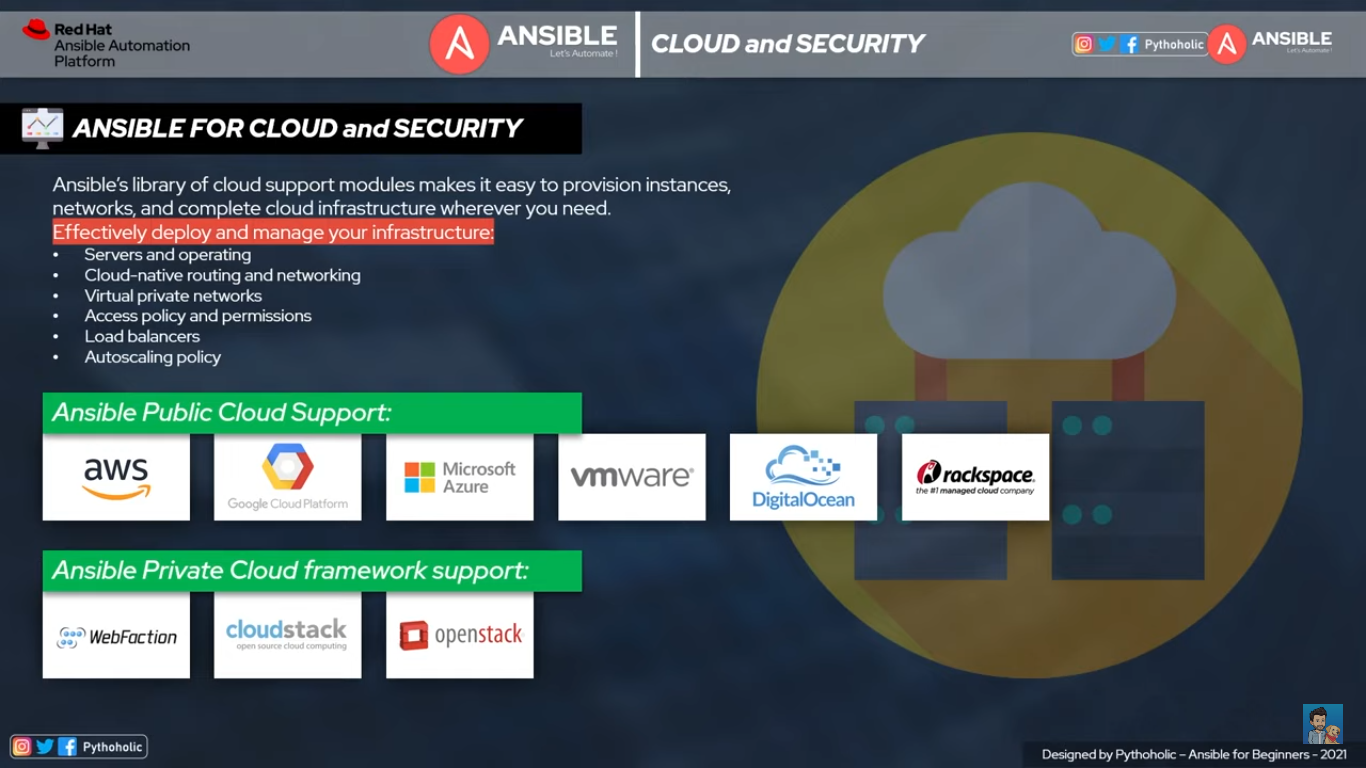 Red Hat
Ansible Automation
Platform
ANSIBLE
Let's Automate !
CLOUD and SECURITY
Pythoholic
ANSIBLE
Let's Automate !
ANSIBLE FOR CLOUD and SECURITY
Ansible's library of cloud support modules makes it easy to provision instances,
networks, and complete cloud infrastructure wherever you need.
Effectively deploy and manage your infrastructure:
• Servers and operating
• Cloud-native routing and networking
• Virtual private networks
• Access policy and permissions
• Load balancers
• Autoscaling policy
Ansible Public Cloud Support:
aws
Google Cloud Platform
Microsoft
Azure
vmware®
DigitalOcean
rackspace.
the #1 managed cloud company
Ansible Private Cloud framework support:
WebFaction
cloudstack
open source cloud computing
openstack
Pythoholic
Designed by Pythoholic – Ansible for Beginners - 2021